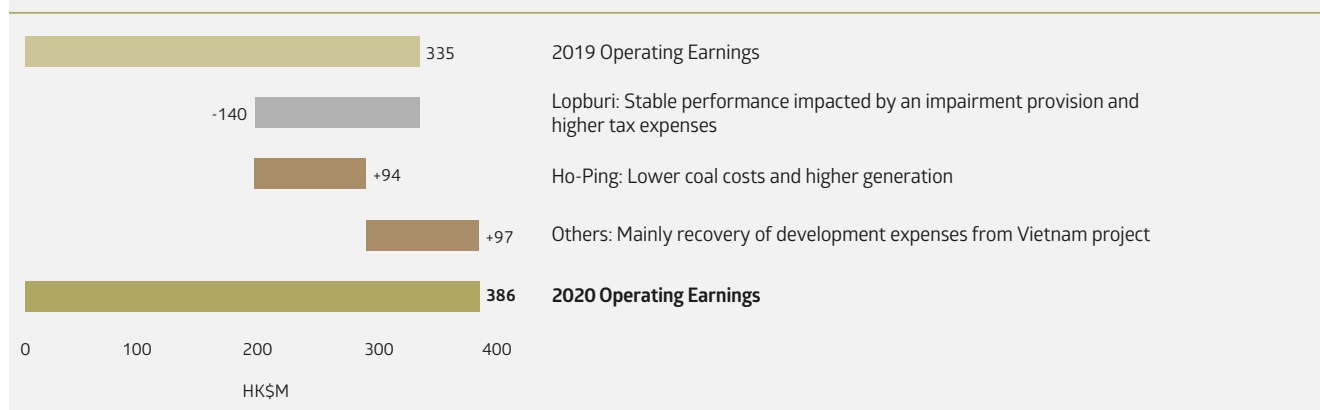 335 2019 Operating Earnings
-140 Lopburi: Stable performance impacted by an impairment provision and
higher tax expenses
+94 Ho-Ping: Lower coal costs and higher generation
+97 Others: Mainly recovery of development expenses from Vietnam project
386 2020 Operating Earnings
0 100 200 300 400
HK$M